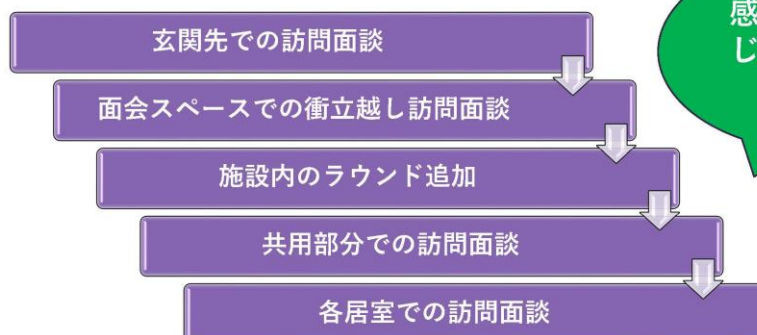 感
じ
玄関先での訪問面談
面会スペースでの衝立越し訪問面談
施設内のラウンド追加
共用部分での訪問面談
各居室での訪問面談